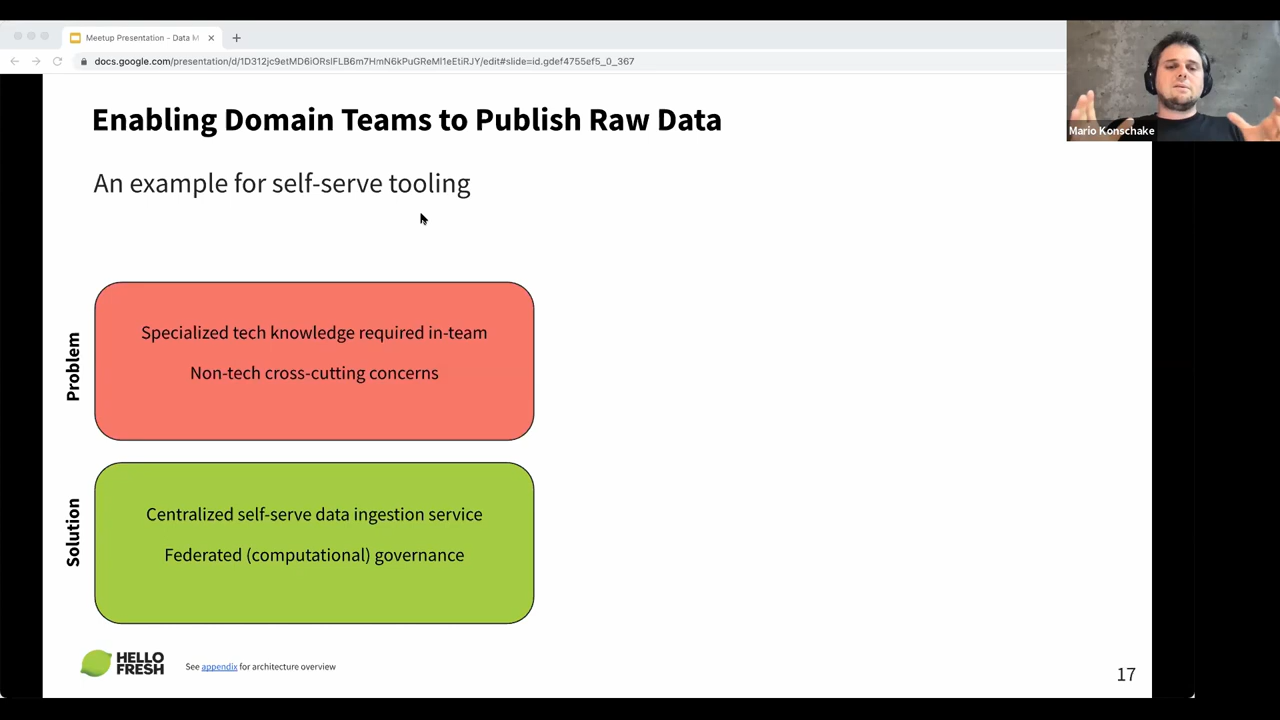 Meetup Presentation - Data M
docs.google.com/presentation/d/1D312jc9etMD6iORsIFLB6m7HmN6kPuGReMl1eEtiRJY/edit#slide=id.gdef4755ef5_0_367
Mario Konschake
Enabling Domain Teams to Publish Raw Data
An example for self-serve tooling
Problem
Specialized tech knowledge required in-team
Non-tech cross-cutting concerns
Solution
Centralized self-serve data ingestion service
Federated (computational) governance
HELLO
FRESH
See appendix for architecture overview
17